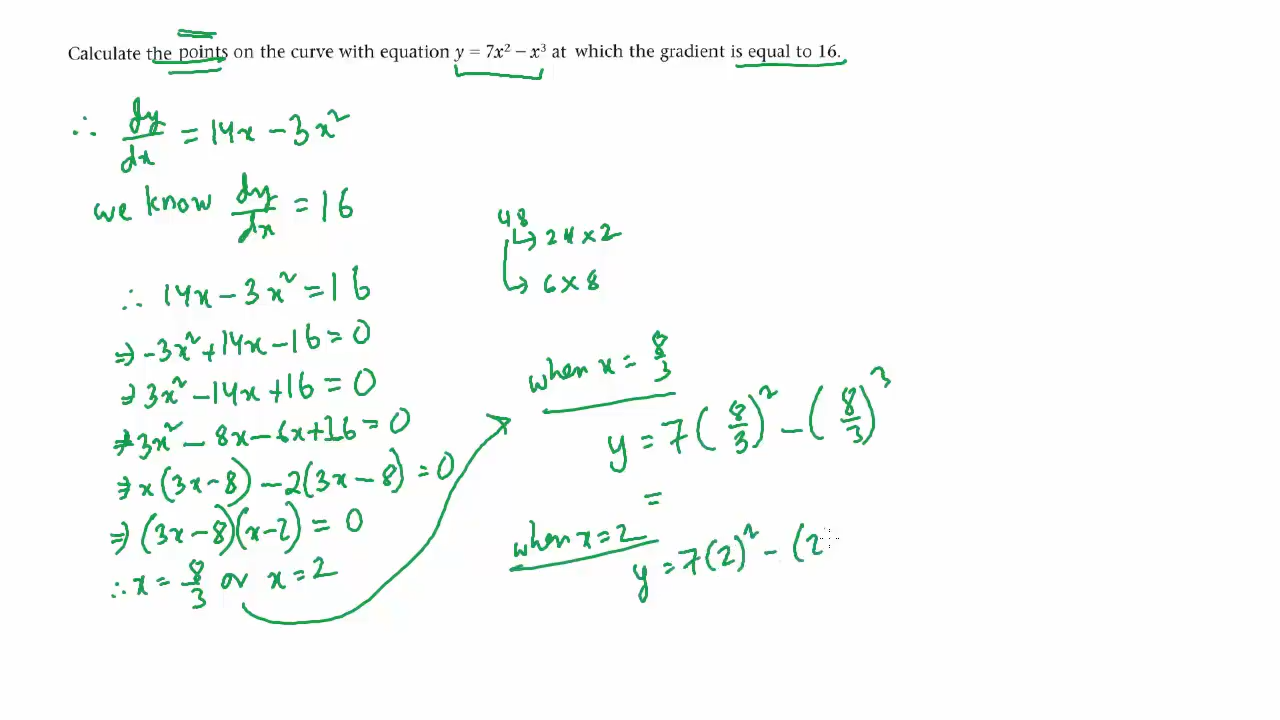 Calculate the points on the curve with equation y = 7x² – x³ at which the gradient is equal to 16.
∴ dy/dx = 14x – 3x²
we know dy/dx = 16
∴ 14x – 3x² = 16
⇒ -3x² + 14x – 16 = 0
⇒ 3x² – 14x + 16 = 0
⇒ 3x² – 8x – 6x + 16 = 0
⇒ x(3x – 8) – 2(3x – 8) = 0
⇒ (3x – 8)(x – 2) = 0
∴ x = 8/3 or x = 2
48
↳ 24 × 2
↳ 6 × 8
when x = 8/3
y = 7(8/3)² – (8/3)³
=
when x = 2
y = 7(2)² – (2